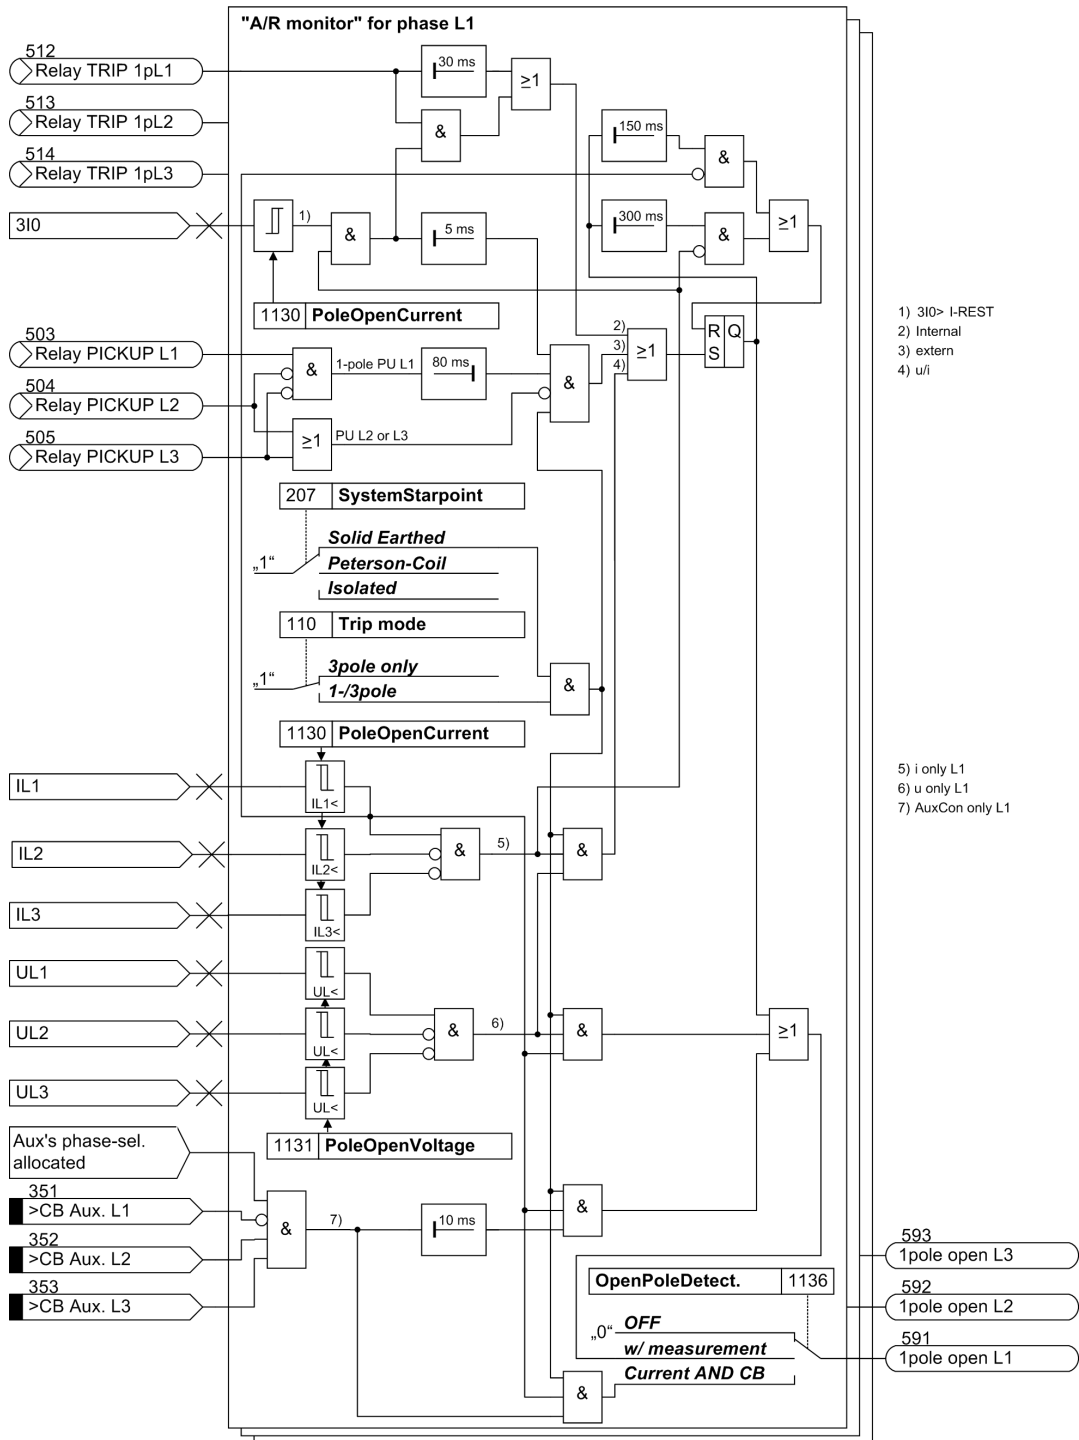 "A/R monitor" for phase L1
512
Relay TRIP 1pL1
30 ms
≥1
513
Relay TRIP 1pL2
&
150 ms
&
514
Relay TRIP 1pL3
3I0
1)
&
5 ms
300 ms
&
≥1
1130 PoleOpenCurrent
1) 3I0> I-REST
2) Internal
3) extern
4) u/i
503
Relay PICKUP L1
&
1-pole PU L1
80 ms
&
2)
3)
4)
≥1
R Q
S
504
Relay PICKUP L2
505
Relay PICKUP L3
≥1
PU L2 or L3
207 SystemStarpoint
Solid Earthed
„1“
Peterson-Coil
Isolated
110 Trip mode
3pole only
„1“
1-/3pole
&
1130 PoleOpenCurrent
IL1
IL1<
5) i only L1
6) u only L1
7) AuxCon only L1
IL2
IL2<
&
5)
&
IL3
IL3<
UL1
UL<
UL2
UL<
&
6)
&
≥1
UL3
UL<
1131 PoleOpenVoltage
Aux's phase-sel.
allocated
351
>CB Aux. L1
&
7)
10 ms
&
352
>CB Aux. L2
353
>CB Aux. L3
593
1pole open L3
OpenPoleDetect. 1136
592
1pole open L2
„0“
OFF
w/ measurement
Current AND CB
591
1pole open L1
&